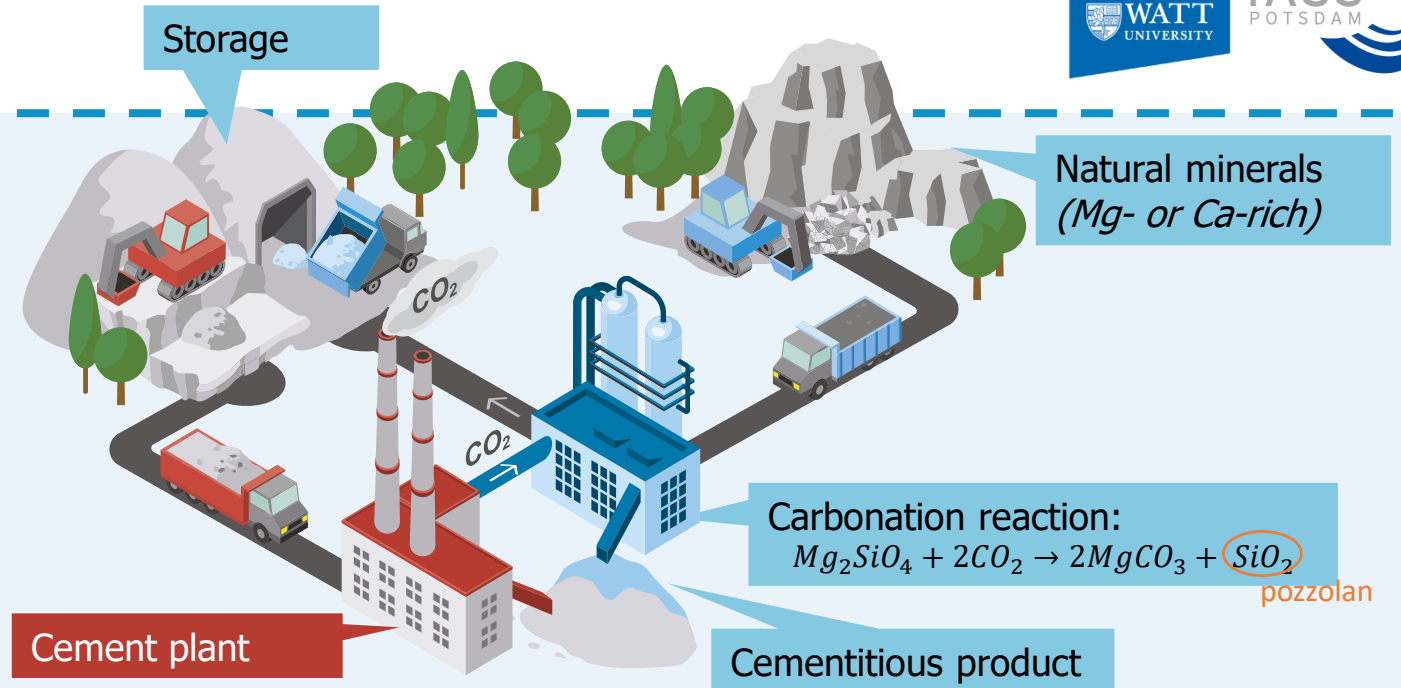 WATT
UNIVERSITY
POTSDAM
Storage
Natural minerals
(Mg- or Ca-rich)
CO₂
CO₂
Carbonation reaction:
Mg₂SiO₄ + 2CO₂ → 2MgCO₃ + SiO₂
pozzolan
Cement plant
Cementitious product